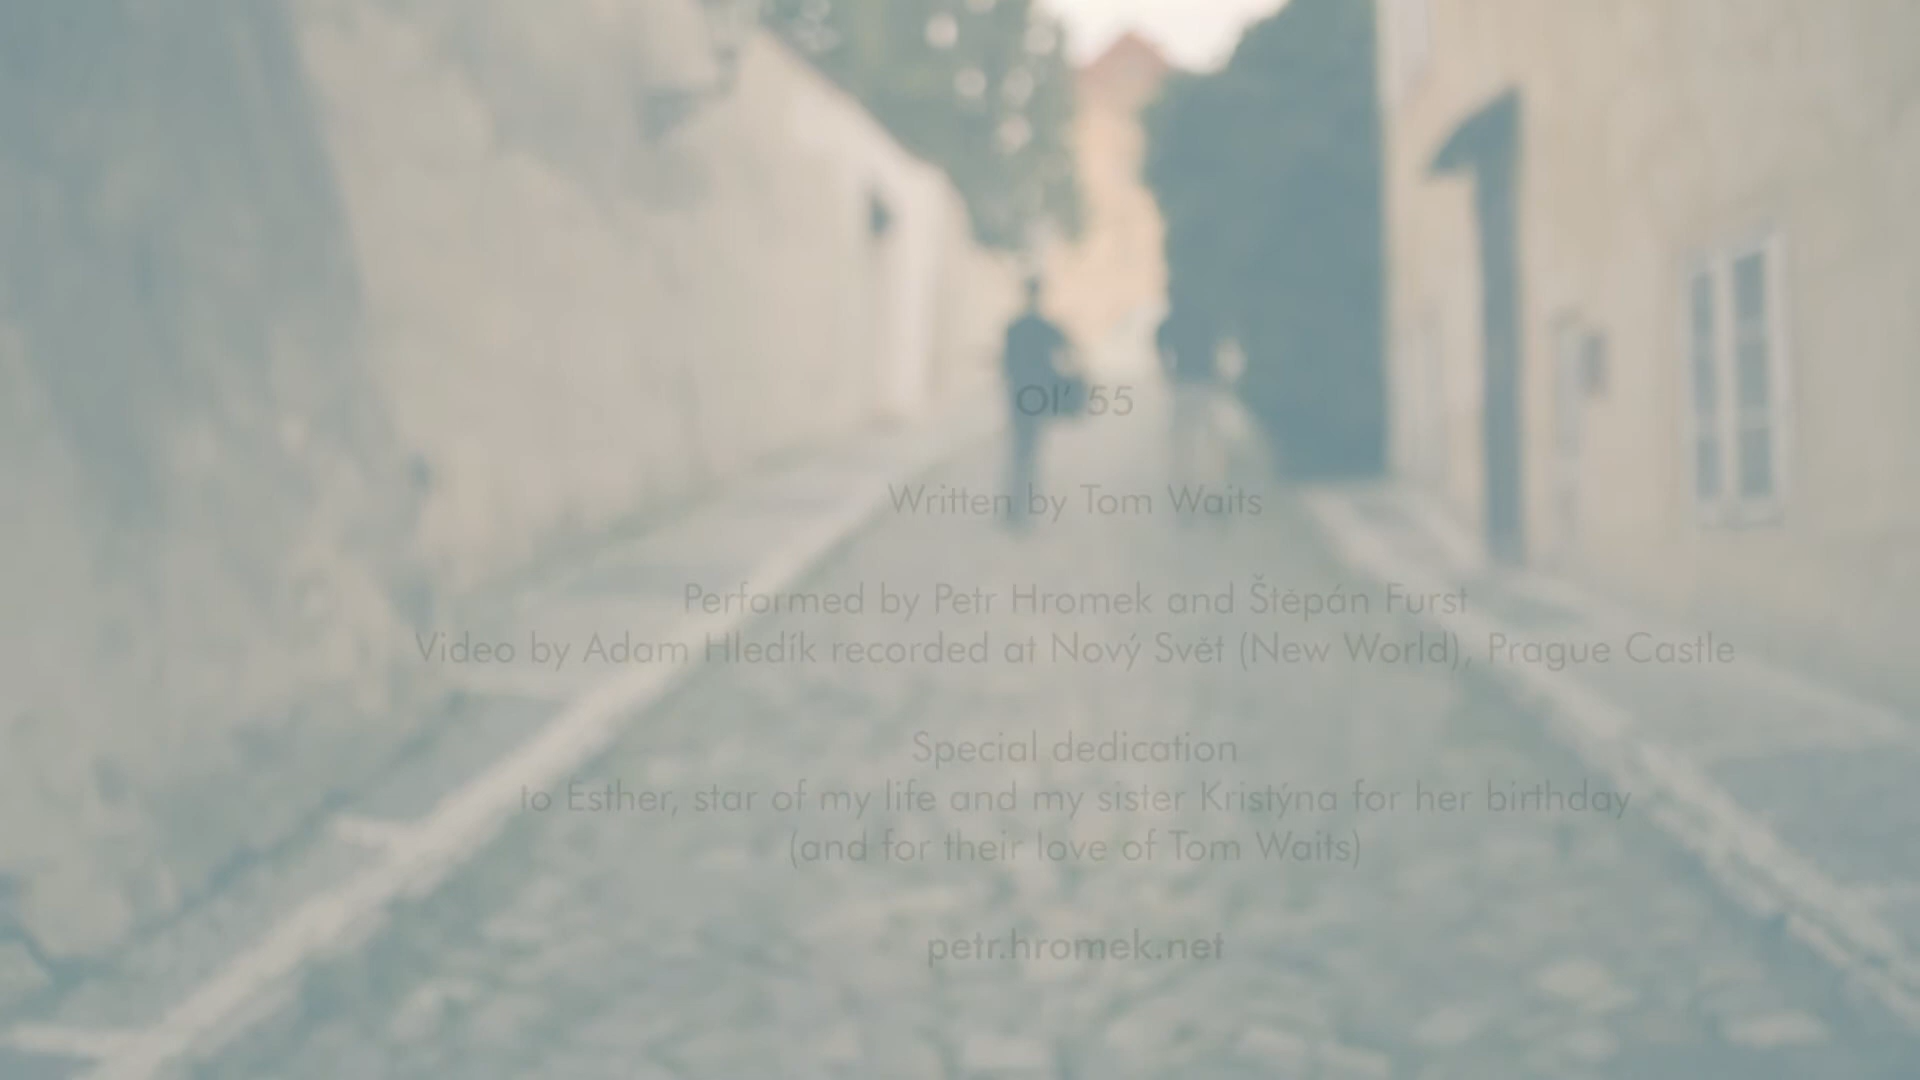 Ol' 55
Written by Tom Waits
Performed by Petr Hromek and Štěpán Furst
Video by Adam Hledík recorded at Nový Svět (New World), Prague Castle
Special dedication
to Esther, star of my life and my sister Kristýna for her birthday
(and for their love of Tom Waits)
petr.hromek.net